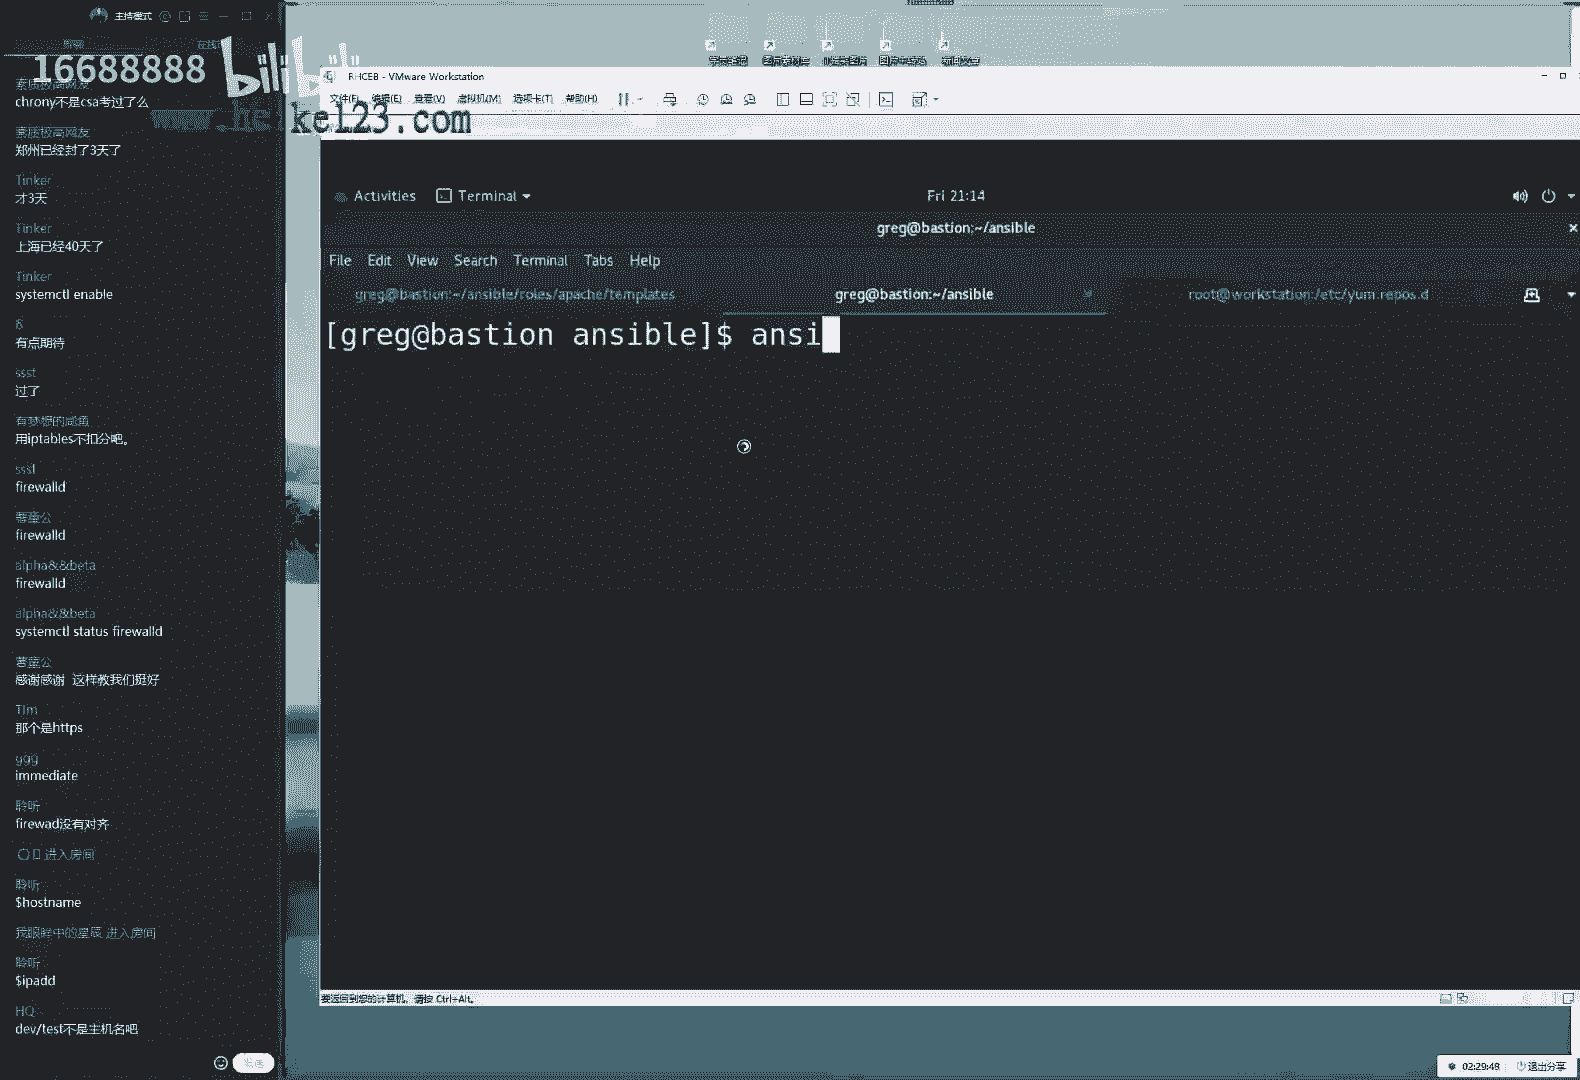 主持模式
16688888
bilibili
www.heike123.com
素质极高网友
chrony不是csa考过了么
素质极高网友
郑州已经封了3天了
Tinker
才3天
Tinker
上海已经40天了
Tinker
systemctl enable
有点期待
ssst
过了
有梦想的咸鱼
用iptables不扣分吧。
sssl
firewalld
薯童公
firewalld
alpha&&beta
firewalld
alpha&&beta
systemctl status firewalld
薯童公
感谢感谢 这样教我们挺好
Tim
那个是https
ggg
immediate
聆听
firewad没有对齐
进入房间
聆听
$hostname
我眼眸中的星辰 进入房间
聆听
$ipadd
HQ
dev/test不是主机名吧
RHCEB - VMware Workstation
文件(F) 编辑(E) 查看(V) 虚拟机(M) 选项卡(T) 帮助(H)
Activities Terminal Fri 21:14
greg@bastion:~/ansible
File Edit View Search Terminal Tabs Help
greg@bastion:~/ansible/roles/apache/templates greg@bastion:~/ansible root@workstation:/etc/yum.repos.d
[greg@bastion ansible]$ ansi
要返回到您的计算机，请按 Ctrl+Alt。
02:29:48 退出分享